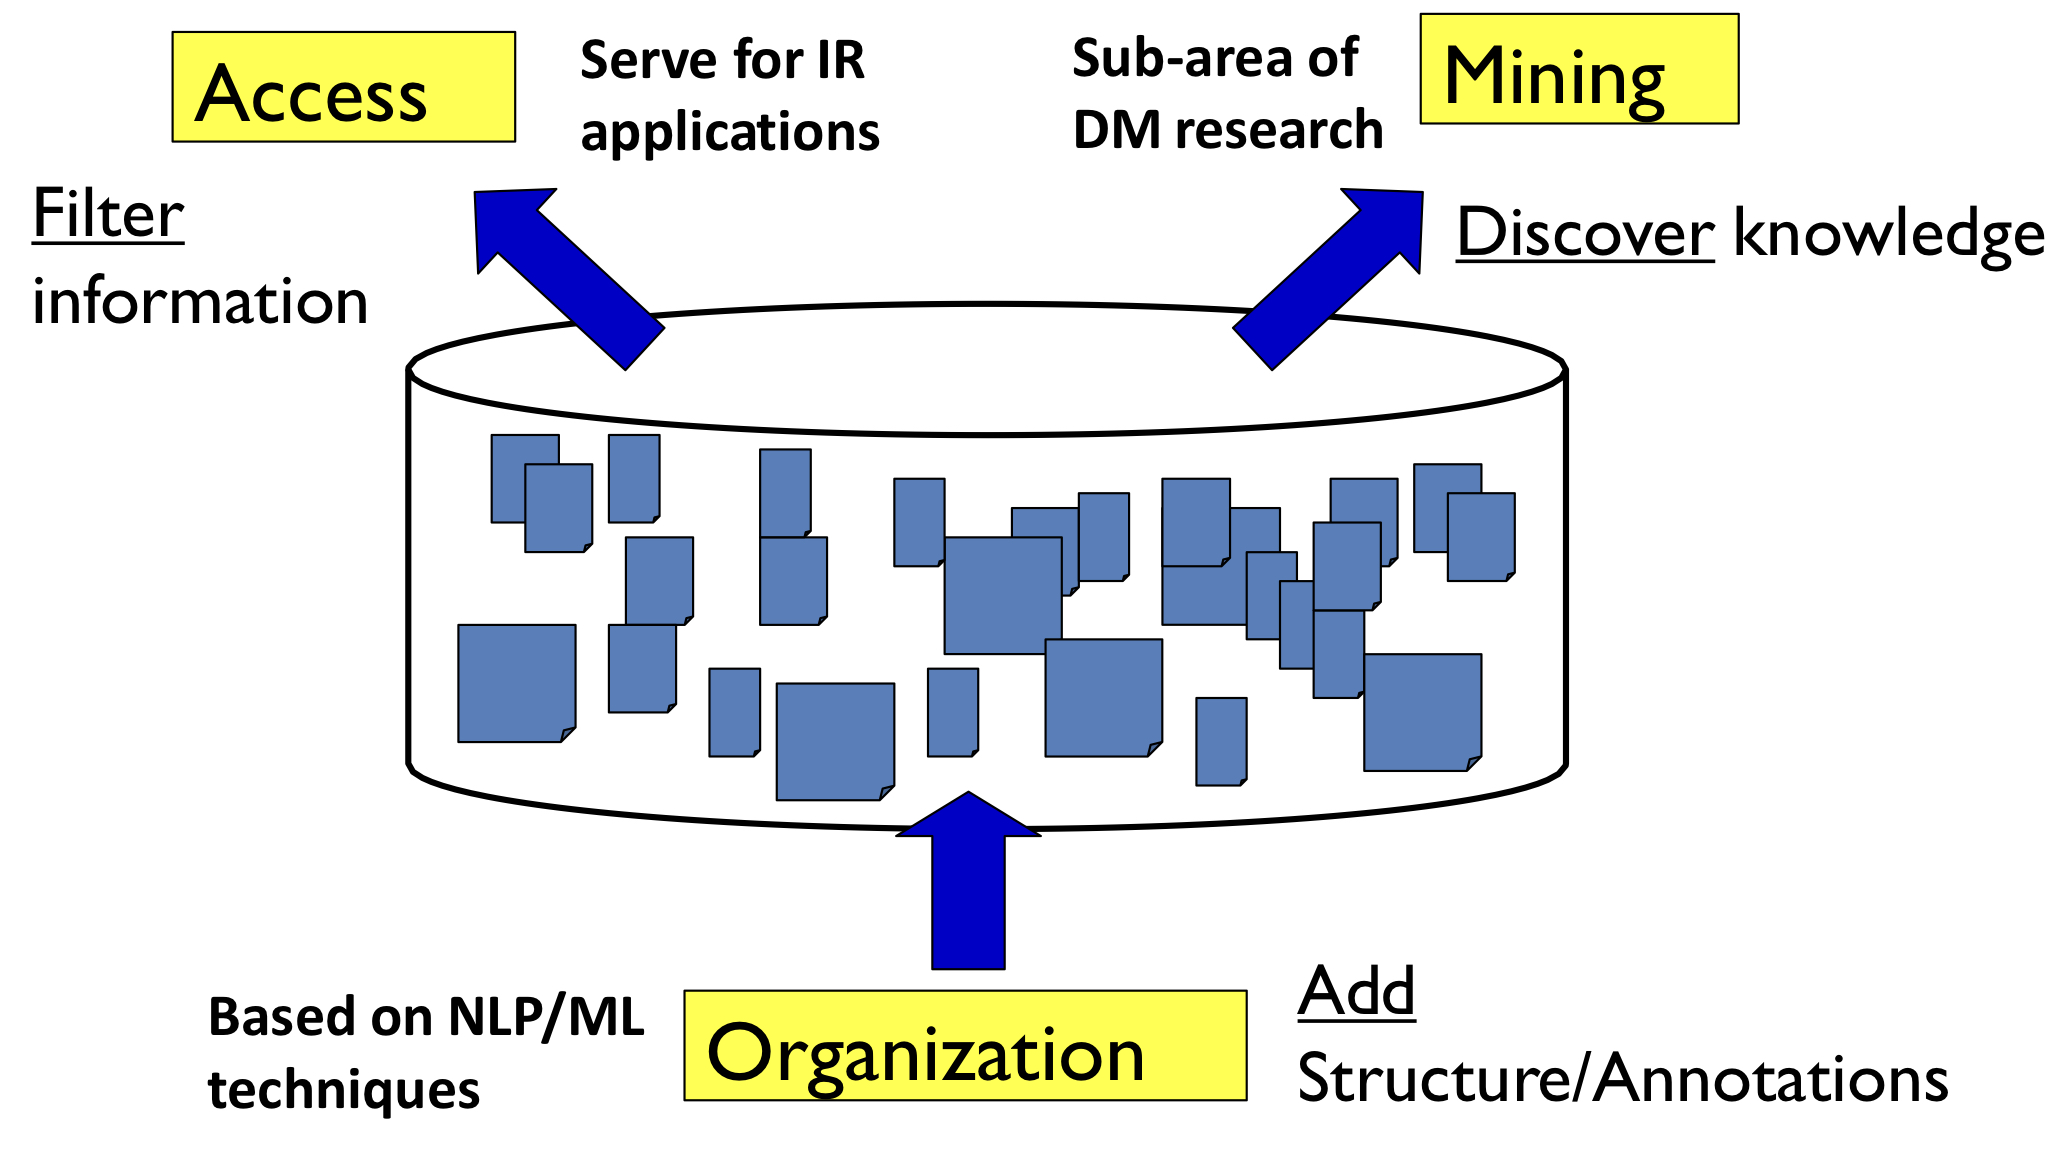 Access
Serve for IR
applications
Sub-area of
DM research
Mining
Filter
information
Discover knowledge
Based on NLP/ML
techniques
Organization
Add
Structure/Annotations